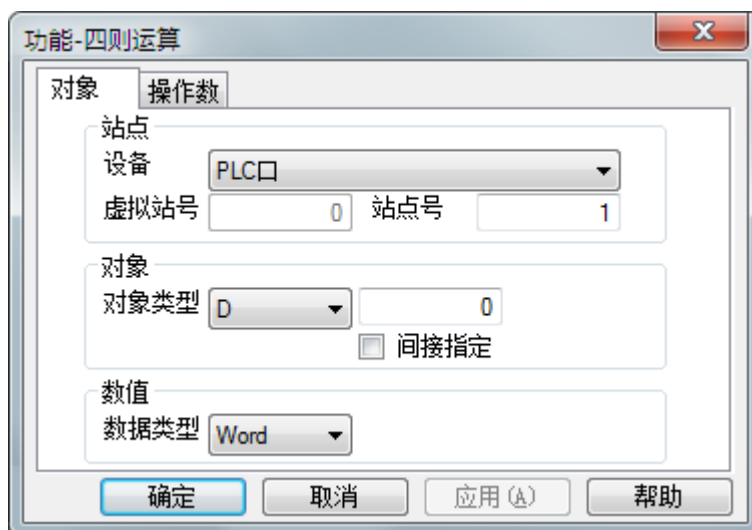 功能-四则运算
对象 操作数
站点
设备 PLC口
虚拟站号 0 站点号 1
对象
对象类型 D 0
间接指定
数值
数据类型 Word
确定 取消 应用(A) 帮助